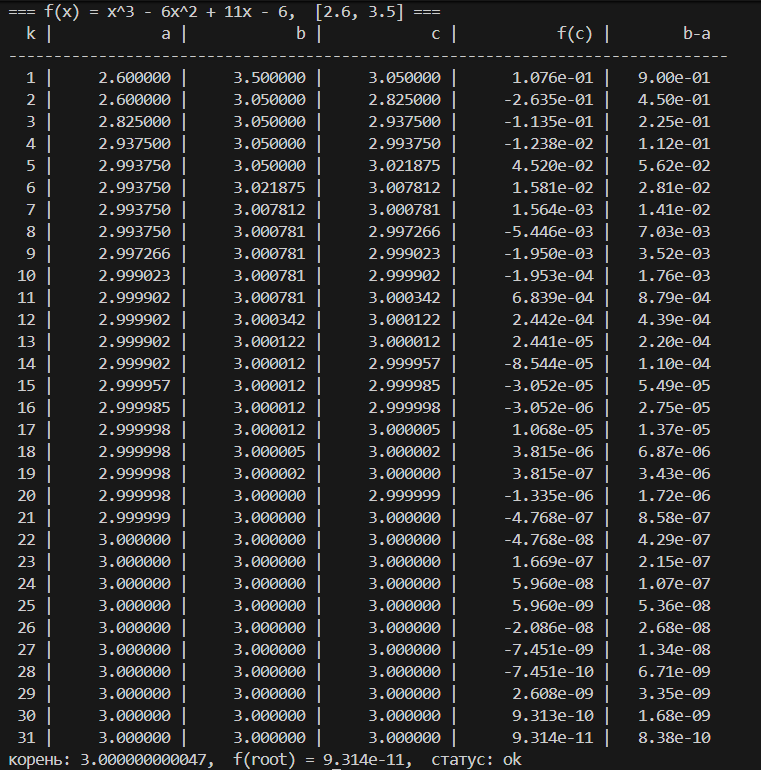 === f(x) = x^3 - 6x^2 + 11x - 6,  [2.6, 3.5] ===
  k |         a |         b |         c |         f(c) |      b-a
--------------------------------------------------------------------------------
  1 |  2.600000 |  3.500000 |  3.050000 |    1.076e-01 | 9.00e-01
  2 |  2.600000 |  3.050000 |  2.825000 |   -2.635e-01 | 4.50e-01
  3 |  2.825000 |  3.050000 |  2.937500 |   -1.135e-01 | 2.25e-01
  4 |  2.937500 |  3.050000 |  2.993750 |   -1.238e-02 | 1.12e-01
  5 |  2.993750 |  3.050000 |  3.021875 |    4.520e-02 | 5.62e-02
  6 |  2.993750 |  3.021875 |  3.007812 |    1.581e-02 | 2.81e-02
  7 |  2.993750 |  3.007812 |  3.000781 |    1.564e-03 | 1.41e-02
  8 |  2.993750 |  3.000781 |  2.997266 |   -5.446e-03 | 7.03e-03
  9 |  2.997266 |  3.000781 |  2.999023 |   -1.950e-03 | 3.52e-03
 10 |  2.999023 |  3.000781 |  2.999902 |   -1.953e-04 | 1.76e-03
 11 |  2.999902 |  3.000781 |  3.000342 |    6.839e-04 | 8.79e-04
 12 |  2.999902 |  3.000342 |  3.000122 |    2.442e-04 | 4.39e-04
 13 |  2.999902 |  3.000122 |  3.000012 |    2.441e-05 | 2.20e-04
 14 |  2.999902 |  3.000012 |  2.999957 |   -8.544e-05 | 1.10e-04
 15 |  2.999957 |  3.000012 |  2.999985 |   -3.052e-05 | 5.49e-05
 16 |  2.999985 |  3.000012 |  2.999998 |   -3.052e-06 | 2.75e-05
 17 |  2.999998 |  3.000012 |  3.000005 |    1.068e-05 | 1.37e-05
 18 |  2.999998 |  3.000005 |  3.000002 |    3.815e-06 | 6.87e-06
 19 |  2.999998 |  3.000002 |  3.000000 |    3.815e-07 | 3.43e-06
 20 |  2.999998 |  3.000000 |  2.999999 |   -1.335e-06 | 1.72e-06
 21 |  2.999999 |  3.000000 |  3.000000 |   -4.768e-07 | 8.58e-07
 22 |  3.000000 |  3.000000 |  3.000000 |   -4.768e-08 | 4.29e-07
 23 |  3.000000 |  3.000000 |  3.000000 |    1.669e-07 | 2.15e-07
 24 |  3.000000 |  3.000000 |  3.000000 |    5.960e-08 | 1.07e-07
 25 |  3.000000 |  3.000000 |  3.000000 |    5.960e-09 | 5.36e-08
 26 |  3.000000 |  3.000000 |  3.000000 |   -2.086e-08 | 2.68e-08
 27 |  3.000000 |  3.000000 |  3.000000 |   -7.451e-09 | 1.34e-08
 28 |  3.000000 |  3.000000 |  3.000000 |   -7.451e-10 | 6.71e-09
 29 |  3.000000 |  3.000000 |  3.000000 |    2.608e-09 | 3.35e-09
 30 |  3.000000 |  3.000000 |  3.000000 |    9.313e-10 | 1.68e-09
 31 |  3.000000 |  3.000000 |  3.000000 |    9.314e-11 | 8.38e-10
корень: 3.000000000047,  f(root) = 9.314e-11,  статус: ok